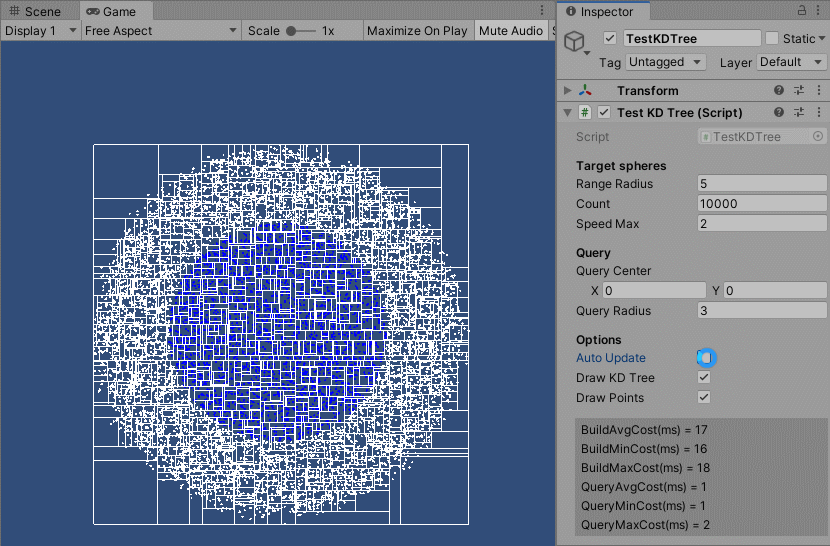 Scene Game
Display 1 Free Aspect Scale 1x Maximize On Play Mute Audio S
Inspector
TestKDTree Static
Tag Untagged Layer Default
Transform
# Test KD Tree (Script)
Script TestKDTree
Target spheres
Range Radius 5
Count 10000
Speed Max 2
Query
Query Center
X 0 Y 0
Query Radius 3
Options
Auto Update
Draw KD Tree
Draw Points
BuildAvgCost(ms) = 17
BuildMinCost(ms) = 16
BuildMaxCost(ms) = 18
QueryAvgCost(ms) = 1
QueryMinCost(ms) = 1
QueryMaxCost(ms) = 2